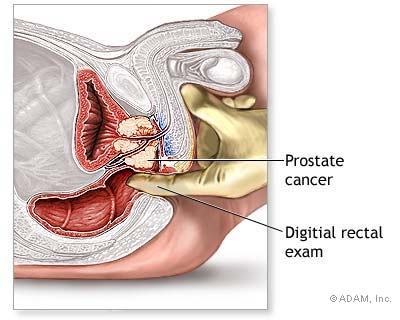 Prostate
cancer
Digitial rectal
exam
© ADAM, Inc.